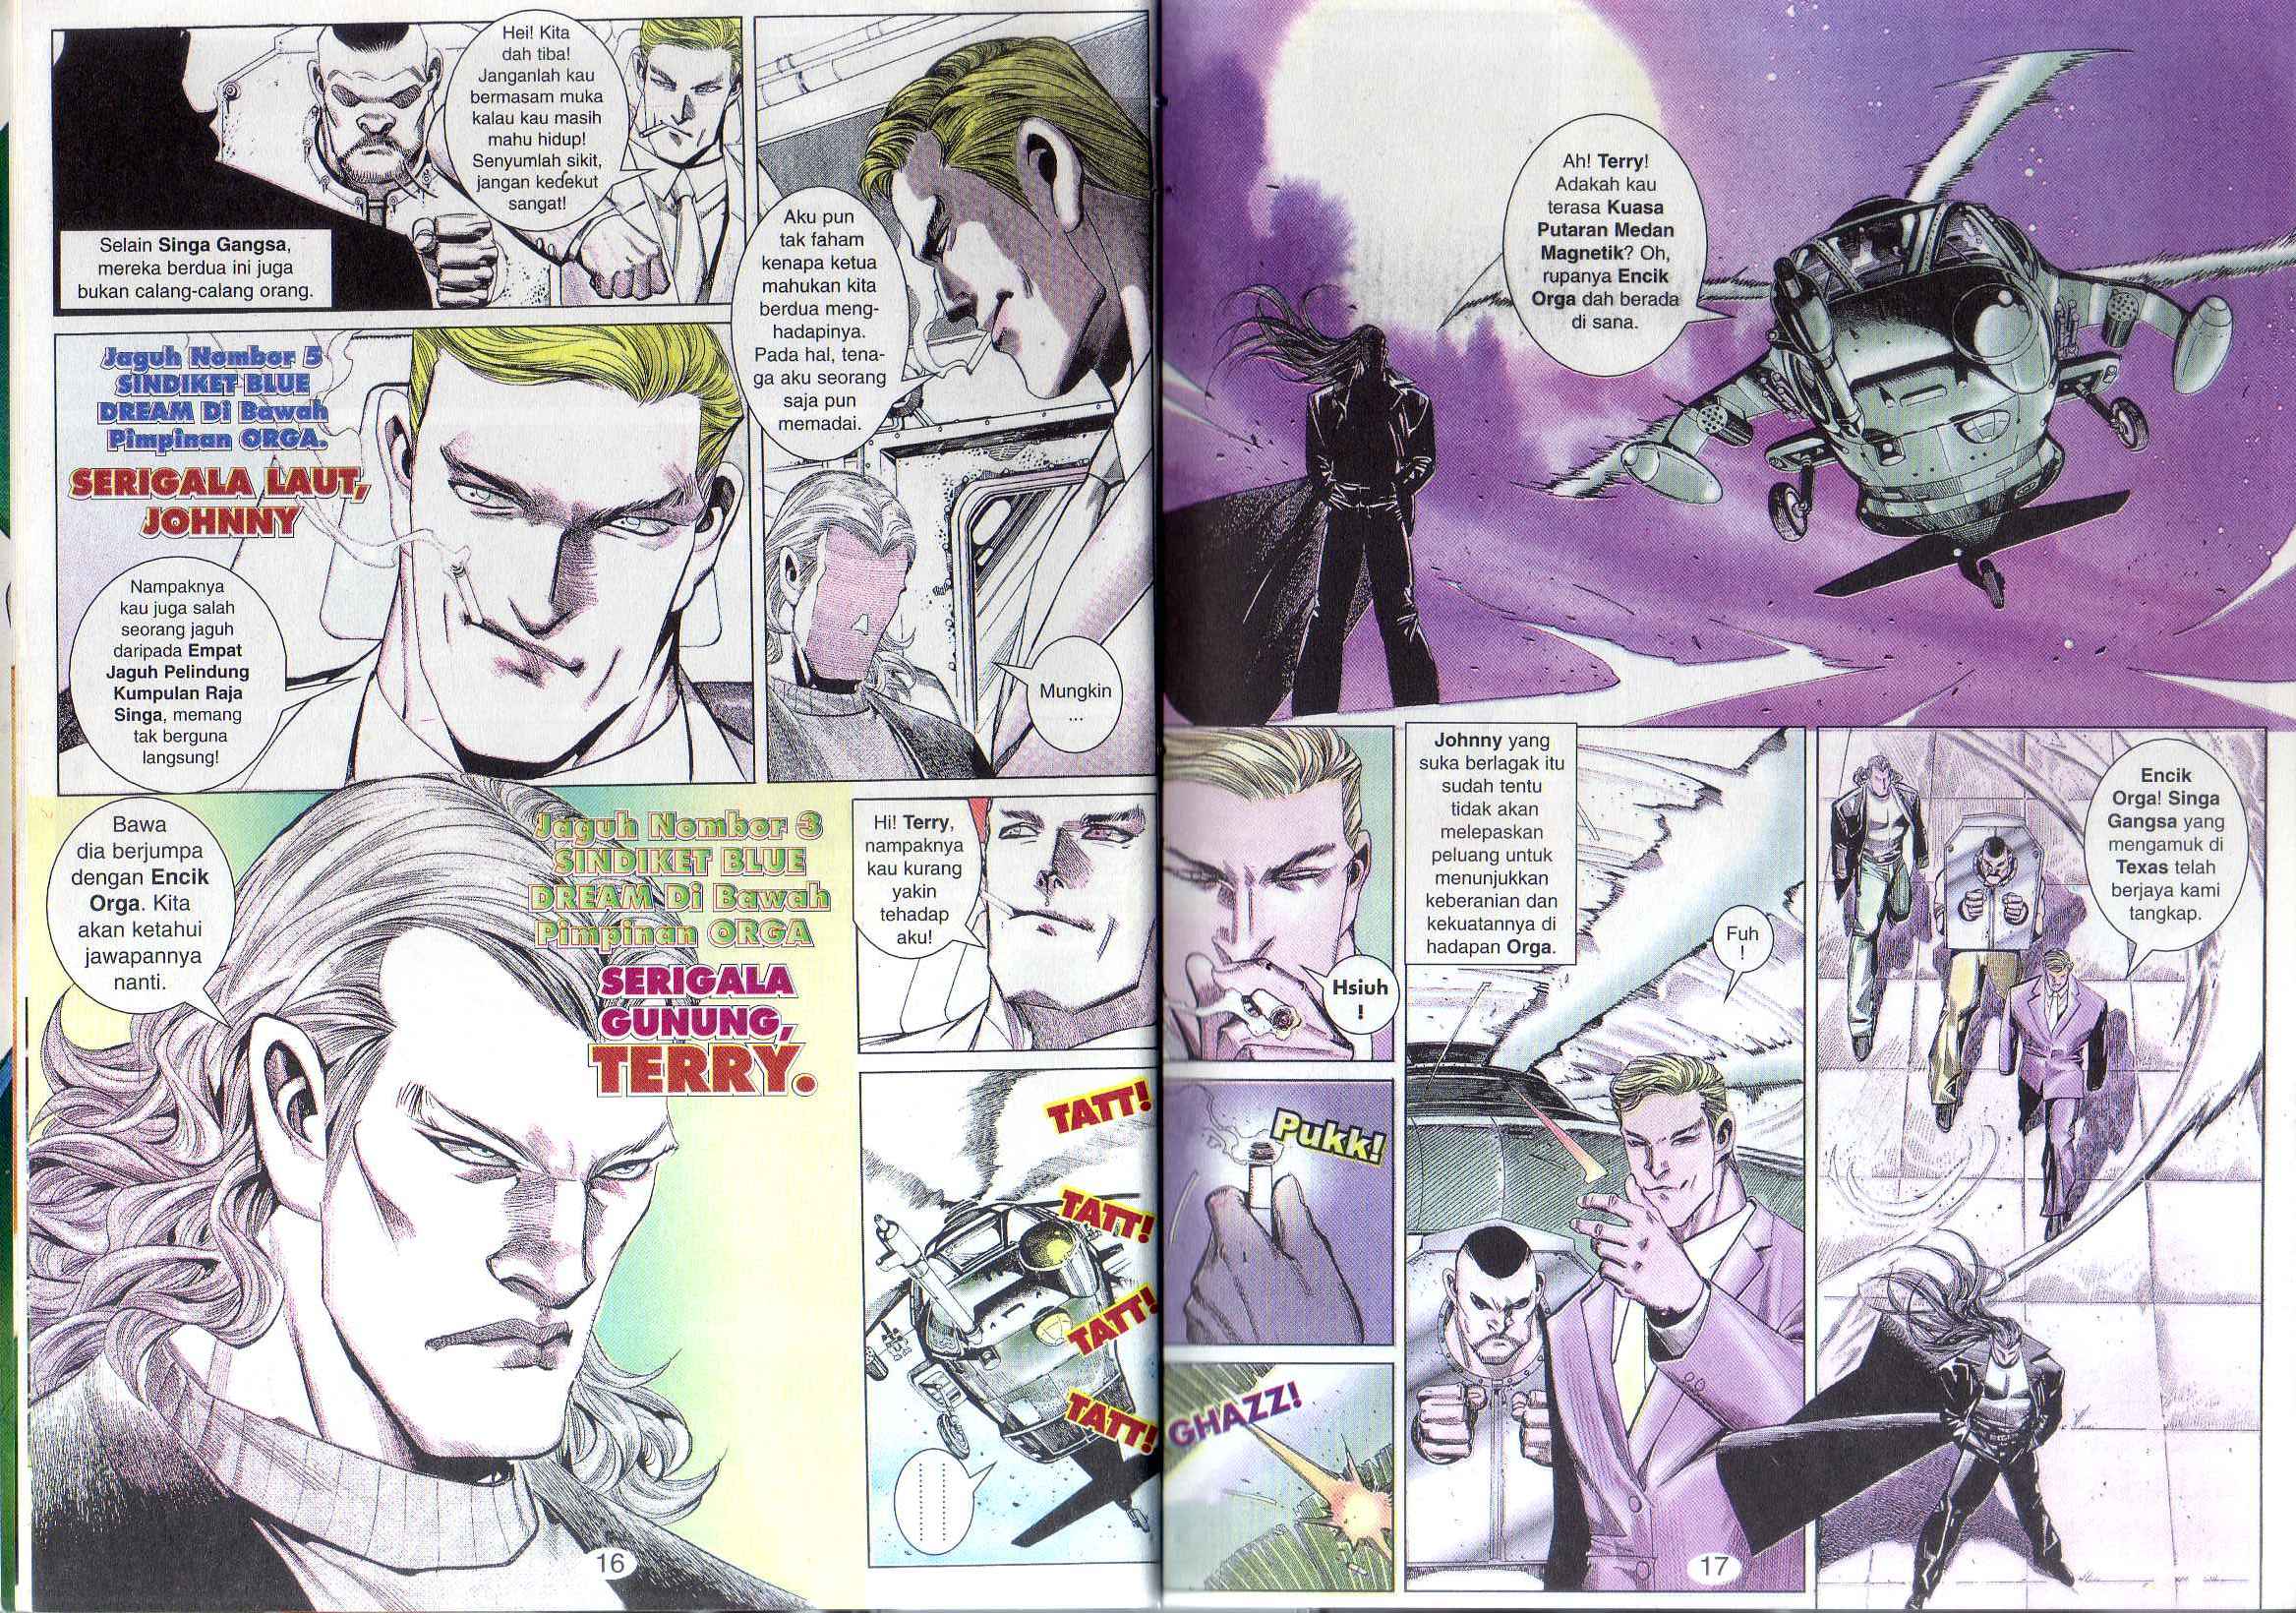 Hei! Kita
dah tiba!
Janganlah kau
bermasam muka
kalau kau masih
mahu hidup!
Senyumlah sikit,
jangan kedekut
sangat!
Selain Singa Gangsa,
mereka berdua ini juga
bukan calang-calang orang.
Aku pun
tak faham
kenapa ketua
mahukan kita
berdua meng-
hadapinya.
Pada hal, tena-
ga aku seorang
saja pun
memadai.
Mungkin
...
Jaguh Nombor 5
SINDIKET BLUE
DREAM Di Bawah
Pimpinan ORGA.
SERIGALA LAUT,
JOHNNY
Nampaknya
kau juga salah
seorang jaguh
daripada Empat
Jaguh Pelindung
Kumpulan Raja
Singa, memang
tak berguna
langsung!
Bawa
dia berjumpa
dengan Encik
Orga. Kita
akan ketahui
jawapannya
nanti.
Jaguh Nombor 3
SINDIKET BLUE
DREAM Di Bawah
Pimpinan ORGA
SERIGALA
GUNUNG,
TERRY.
Hi! Terry,
nampaknya
kau kurang
yakin
tehadap
aku!
TATT!
TATT!
TATT!
TATT!
16
Ah! Terry!
Adakah kau
terasa Kuasa
Putaran Medan
Magnetik? Oh,
rupanya Encik
Orga dah berada
di sana.
Hsiuh
!
Pukk!
GHAZZ!
Johnny yang
suka berlagak itu
sudah tentu
tidak akan
melepaskan
peluang untuk
menunjukkan
keberanian dan
kekuatannya di
hadapan Orga.
Fuh
!
Encik
Orga! Singa
Gangsa yang
mengamuk di
Texas telah
berjaya kami
tangkap.
17